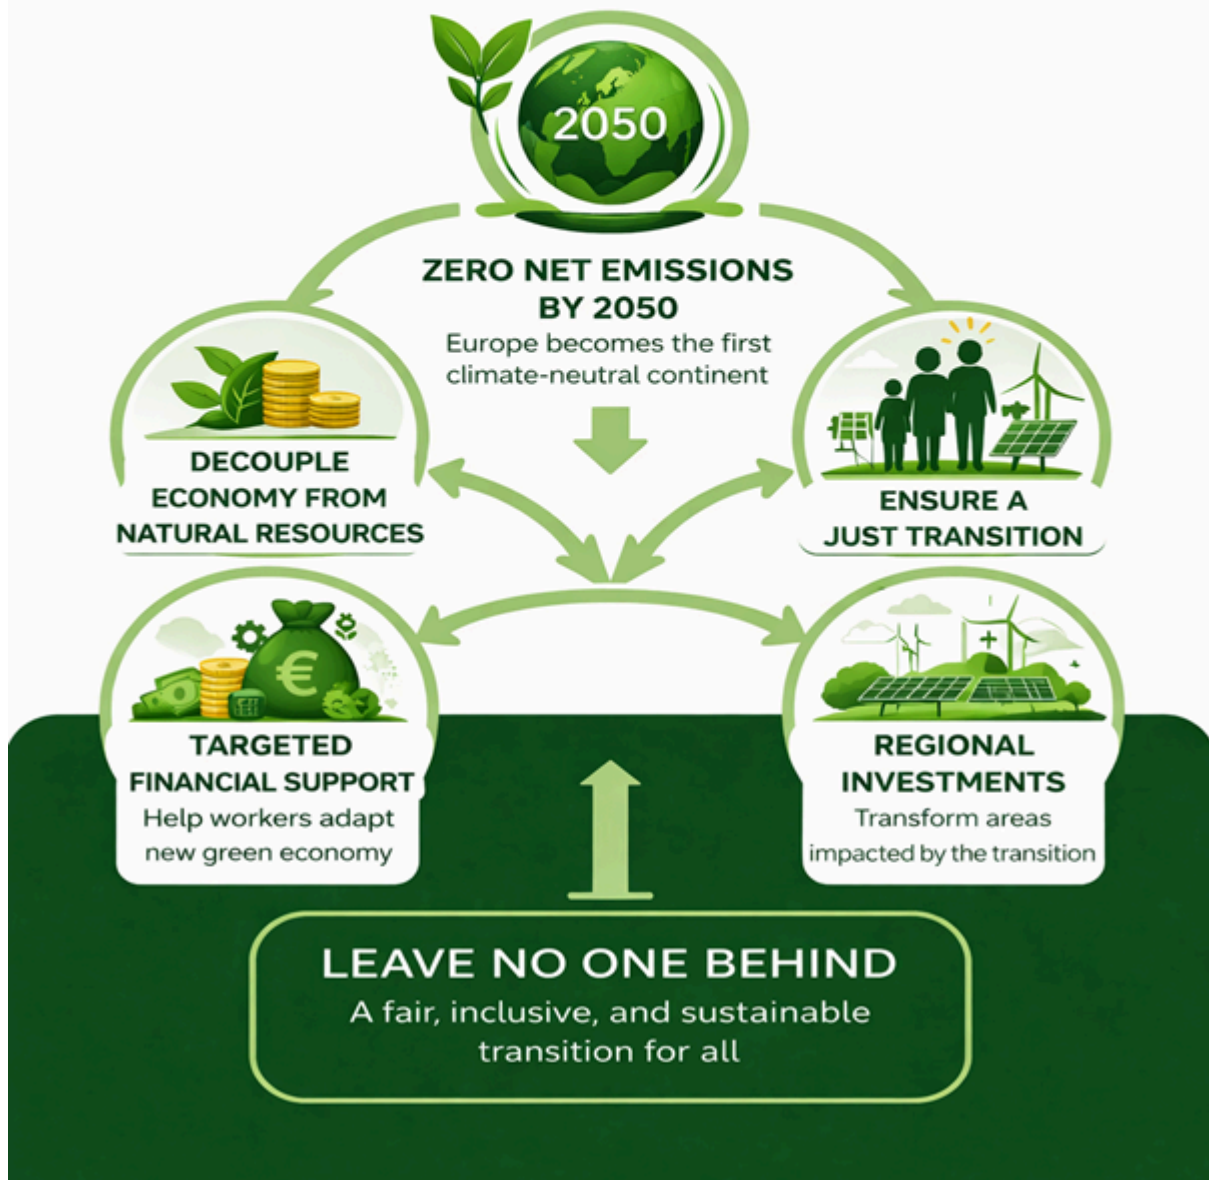 2050
ZERO NET EMISSIONS
BY 2050
Europe becomes the first
climate-neutral continent
DECOUPLE
ECONOMY FROM
NATURAL RESOURCES
ENSURE A
JUST TRANSITION
€
TARGETED
FINANCIAL SUPPORT
Help workers adapt
new green economy
REGIONAL
INVESTMENTS
Transform areas
impacted by the transition
LEAVE NO ONE BEHIND
A fair, inclusive, and sustainable
transition for all